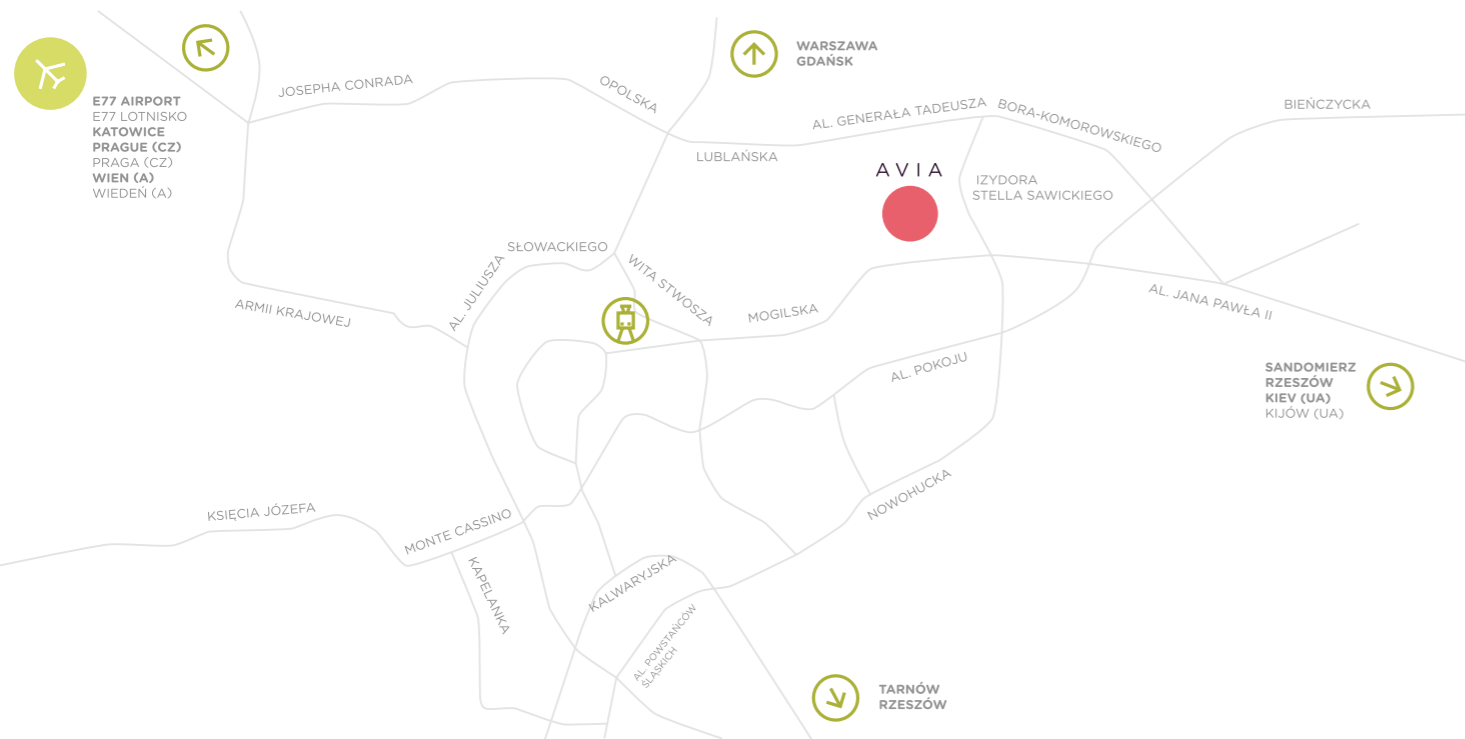 E77 AIRPORT
E77 LOTNISKO
KATOWICE
PRAGUE (CZ)
PRAGA (CZ)
WIEN (A)
WIEDEŃ (A)
JOSEPHA CONRADA
OPOLSKA
WARSZAWA
GDAŃSK
LUBLAŃSKA
AL. GENERAŁA TADEUSZA
BORA-KOMOROWSKIEGO
BIEŃCZYCKA
AVIA
IZYDORA
STELLA SAWICKIEGO
SŁOWACKIEGO
AL. JULIUSZA
WITA STWOSZA
ARMII KRAJOWEJ
MOGILSKA
AL. JANA PAWŁA II
AL. POKOJU
SANDOMIERZ
RZESZÓW
KIEV (UA)
KIJÓW (UA)
NOWOHUCKA
KSIĘCIA JÓZEFA
MONTE CASSINO
KAPELANKA
KALWARYJSKA
AL. POWSTAŃCÓW
ŚLĄSKICH
TARNÓW
RZESZÓW